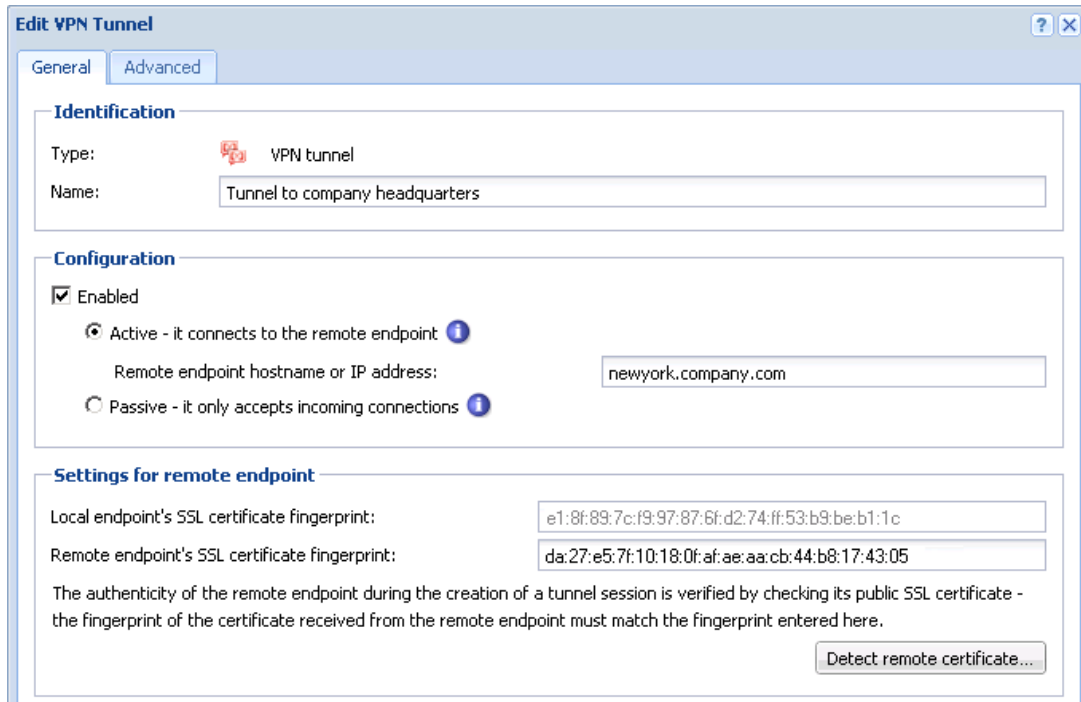 Edit VPN Tunnel
General Advanced
Identification
Type: VPN tunnel
Name: Tunnel to company headquarters
Configuration
Enabled
Active - it connects to the remote endpoint
Remote endpoint hostname or IP address: newyork.company.com
Passive - it only accepts incoming connections
Settings for remote endpoint
Local endpoint's SSL certificate fingerprint: e1:8f:89:7c:f9:97:87:6f:d2:74:ff:53:b9:be:b1:1c
Remote endpoint's SSL certificate fingerprint: da:27:e5:7f:10:18:0f:af:ae:aa:cb:44:b8:17:43:05
The authenticity of the remote endpoint during the creation of a tunnel session is verified by checking its public SSL certificate -
the fingerprint of the certificate received from the remote endpoint must match the fingerprint entered here.
Detect remote certificate...